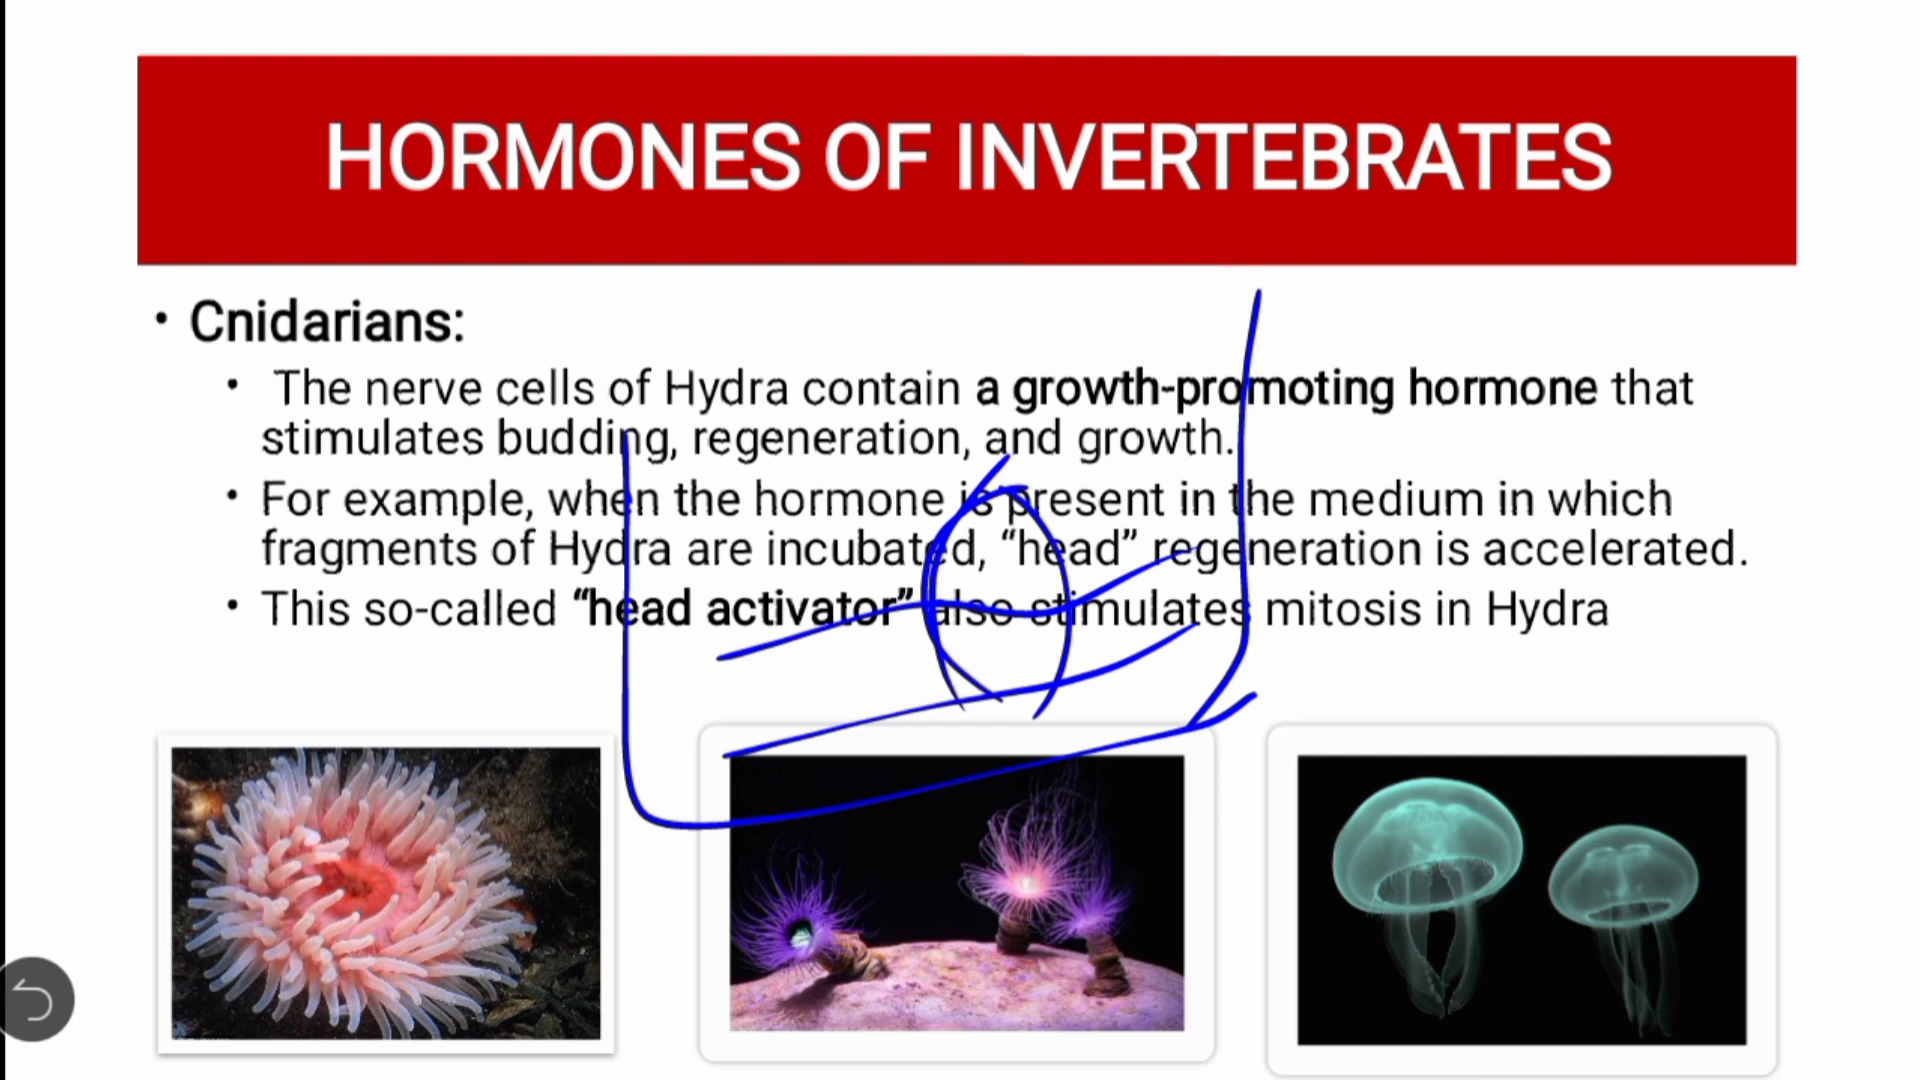 HORMONES OF INVERTEBRATES
• Cnidarians:
• The nerve cells of Hydra contain a growth-promoting hormone that
stimulates budding, regeneration, and growth.
• For example, when the hormone is present in the medium in which
fragments of Hydra are incubated, “head” regeneration is accelerated.
• This so-called “head activator” also stimulates mitosis in Hydra